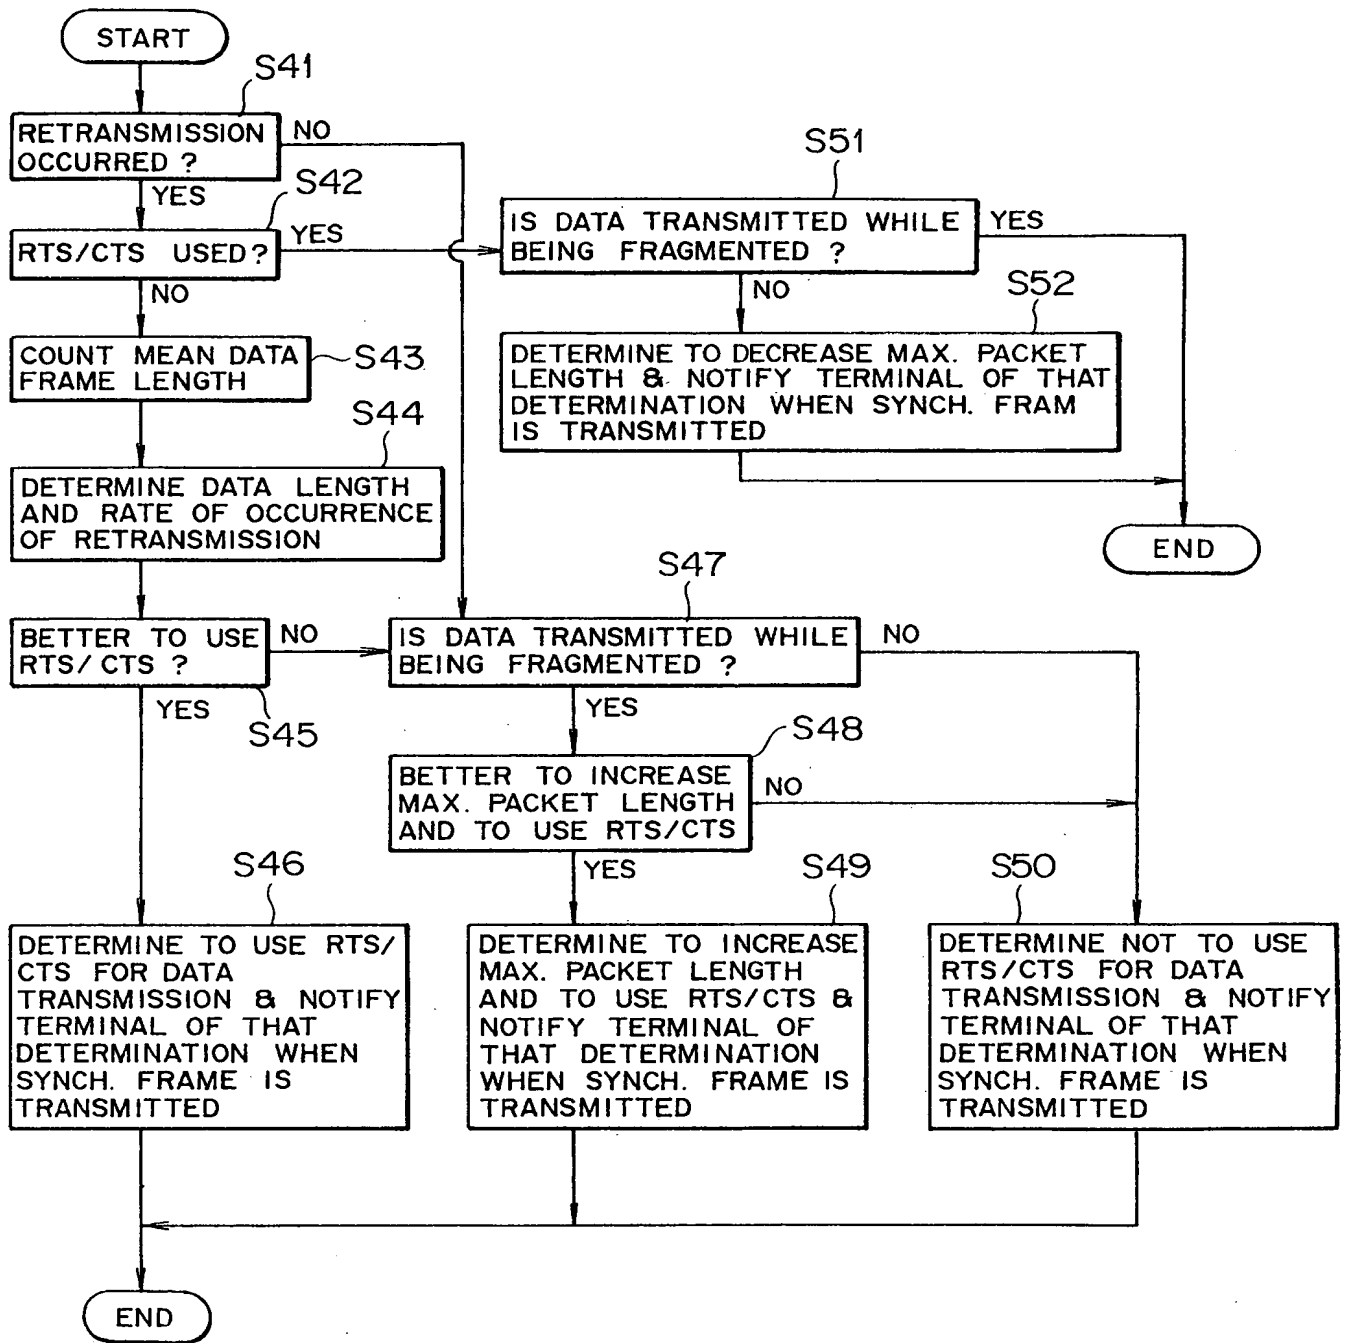 START
S41
RETRANSMISSION
OCCURRED ?
NO
YES
S42
RTS/CTS USED?
YES
NO
S51
IS DATA TRANSMITTED WHILE
BEING FRAGMENTED ?
YES
NO
S52
DETERMINE TO DECREASE MAX. PACKET
LENGTH & NOTIFY TERMINAL OF THAT
DETERMINATION WHEN SYNCH. FRAM
IS TRANSMITTED
END
COUNT MEAN DATA
FRAME LENGTH
S43
S44
DETERMINE DATA LENGTH
AND RATE OF OCCURRENCE
OF RETRANSMISSION
BETTER TO USE
RTS/CTS ?
NO
YES
S45
S47
IS DATA TRANSMITTED WHILE
BEING FRAGMENTED ?
NO
YES
S48
BETTER TO INCREASE
MAX. PACKET LENGTH
AND TO USE RTS/CTS
NO
YES
S46
DETERMINE TO USE RTS/
CTS FOR DATA
TRANSMISSION & NOTIFY
TERMINAL OF THAT
DETERMINATION WHEN
SYNCH. FRAME IS
TRANSMITTED
S49
DETERMINE TO INCREASE
MAX. PACKET LENGTH
AND TO USE RTS/CTS &
NOTIFY TERMINAL OF
THAT DETERMINATION
WHEN SYNCH. FRAME IS
TRANSMITTED
S50
DETERMINE NOT TO USE
RTS/CTS FOR DATA
TRANSMISSION & NOTIFY
TERMINAL OF THAT
DETERMINATION WHEN
SYNCH. FRAME IS
TRANSMITTED
END